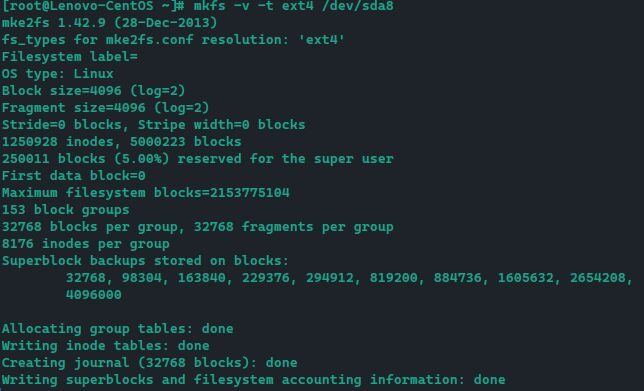 [root@Lenovo-CentOS ~]# mkfs -v -t ext4 /dev/sda8
mke2fs 1.42.9 (28-Dec-2013)
fs_types for mke2fs.conf resolution: 'ext4'
Filesystem label=
OS type: Linux
Block size=4096 (log=2)
Fragment size=4096 (log=2)
Stride=0 blocks, Stripe width=0 blocks
1250928 inodes, 5000223 blocks
250011 blocks (5.00%) reserved for the super user
First data block=0
Maximum filesystem blocks=2153775104
153 block groups
32768 blocks per group, 32768 fragments per group
8176 inodes per group
Superblock backups stored on blocks:
32768, 98304, 163840, 229376, 294912, 819200, 884736, 1605632, 2654208,
4096000
Allocating group tables: done
Writing inode tables: done
Creating journal (32768 blocks): done
Writing superblocks and filesystem accounting information: done